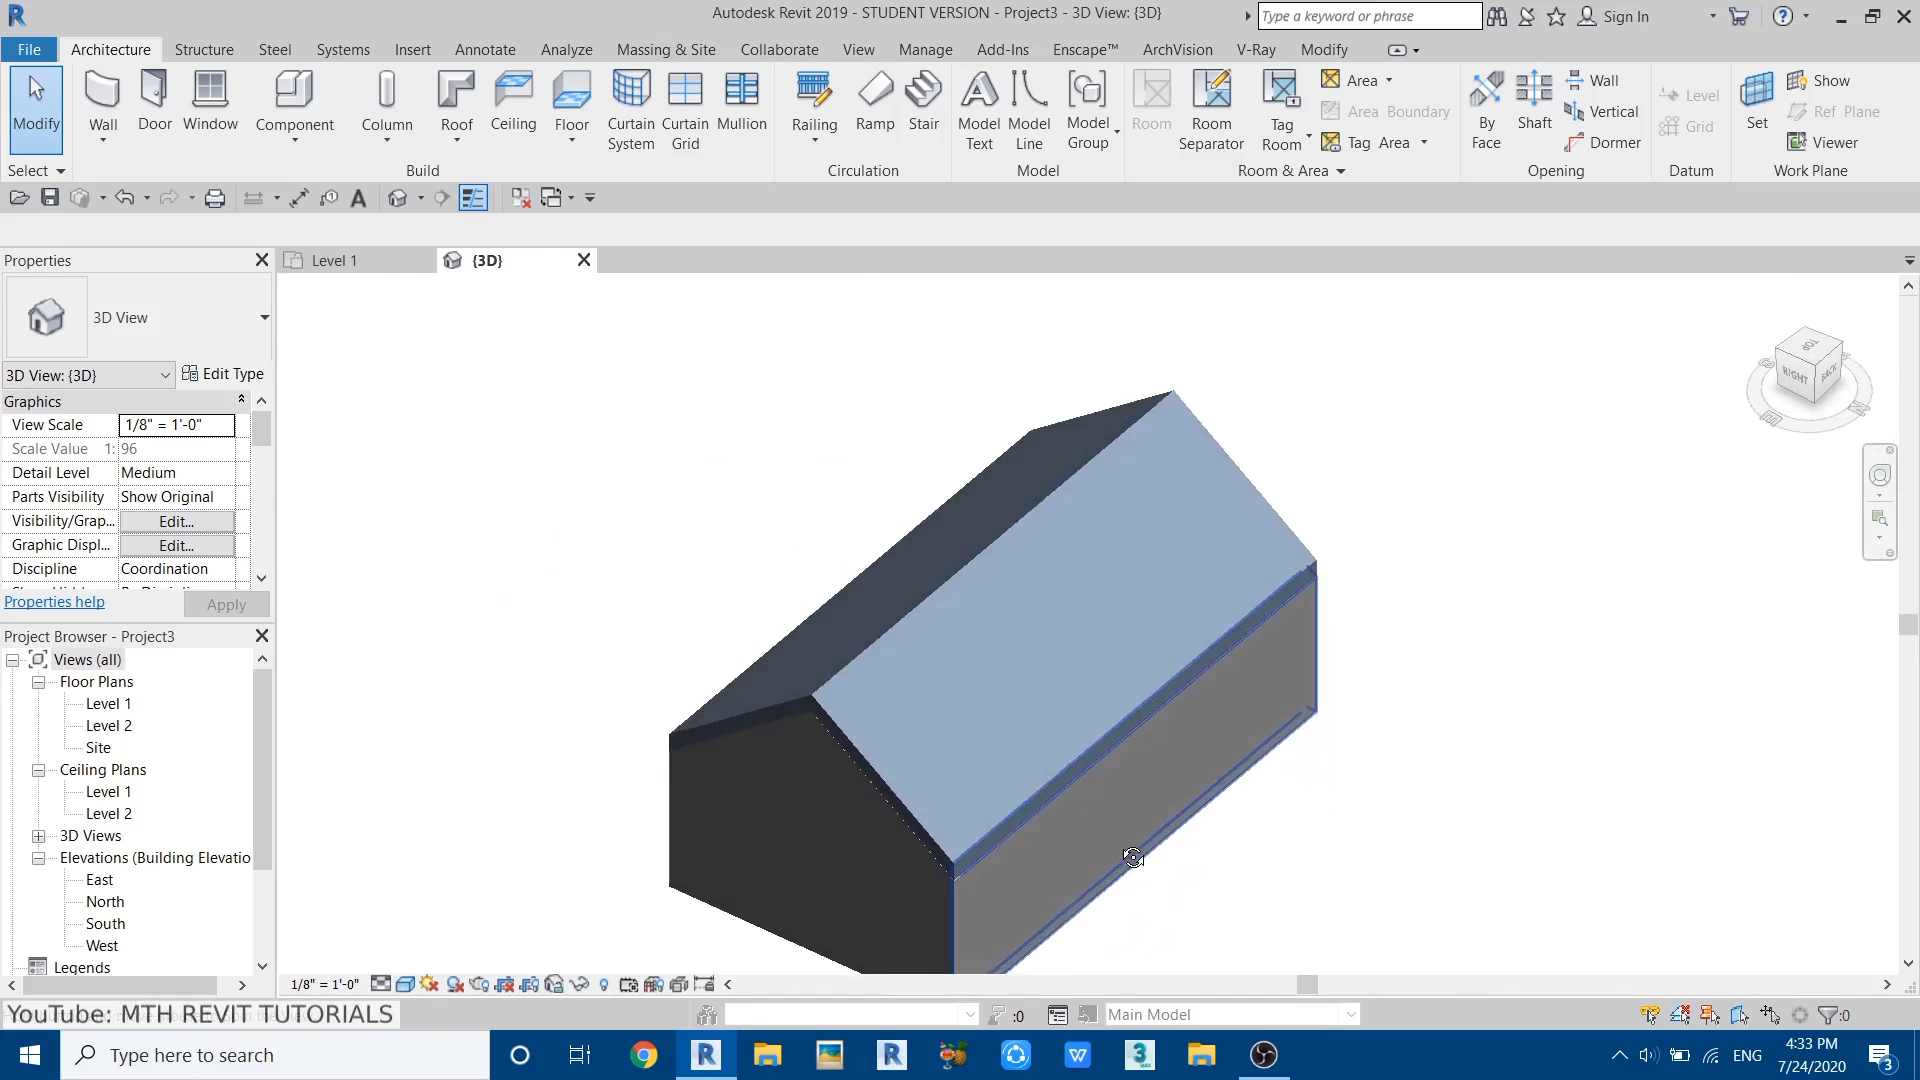 Autodesk Revit 2019 - STUDENT VERSION - Project3 - 3D View: {3D}
Type a keyword or phrase
Sign In
File Architecture Structure Steel Systems Insert Annotate Analyze Massing & Site Collaborate View Manage Add-Ins Enscape™ ArchVision V-Ray Modify
Modify
Wall
Door
Window
Component
Column
Roof
Ceiling
Floor
Curtain System
Curtain Grid
Mullion
Railing
Ramp
Stair
Model Text
Model Line
Model Group
Room
Room Separator
Tag Room
Area
Area Boundary
Tag Area
By Face
Shaft
Wall
Vertical
Dormer
Level
Grid
Set
Show
Ref Plane
Viewer
Select
Build
Circulation
Model
Room & Area
Opening
Datum
Work Plane
Properties
Level 1
{3D}
3D View
3D View: {3D}
Edit Type
Graphics
View Scale 1/8" = 1'-0"
Scale Value 1: 96
Detail Level Medium
Parts Visibility Show Original
Visibility/Grap... Edit...
Graphic Displ... Edit...
Discipline Coordination
Properties help
Apply
Project Browser - Project3
Views (all)
Floor Plans
Level 1
Level 2
Site
Ceiling Plans
Level 1
Level 2
3D Views
Elevations (Building Elevatio
East
North
South
West
Legends
TOP
RIGHT
BACK
1/8" = 1'-0"
YouTube: MTH REVIT TUTORIALS
:0
Main Model
:0
Type here to search
ENG
4:33 PM
7/24/2020
3